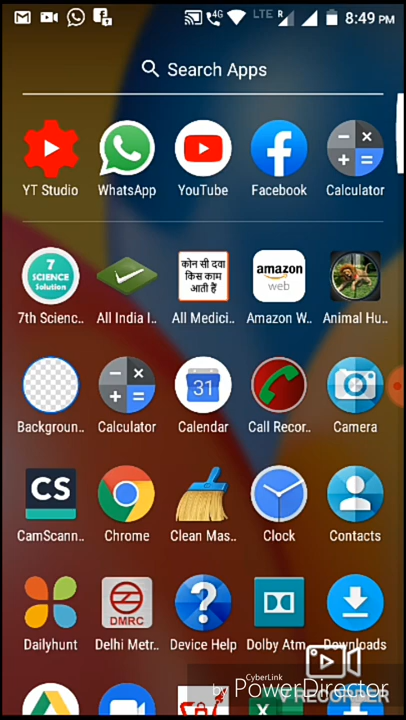 LTE R 8:49 PM
4G
Search Apps
YT Studio WhatsApp YouTube Facebook Calculator
7
SCIENCE
Solution
कौन सी दवा
किस काम
आती हैं
amazon
web
7th Scienc.. All India I.. All Medici.. Amazon W.. Animal Hu..
31
Backgroun.. Calculator Calendar Call Recor.. Camera
CS
CamScann.. Chrome Clean Mas.. Clock Contacts
DMRC
Dailyhunt Delhi Metr.. Device Help Dolby Atm.. Downloads
CyberLink
by PowerDirector
RECORDER